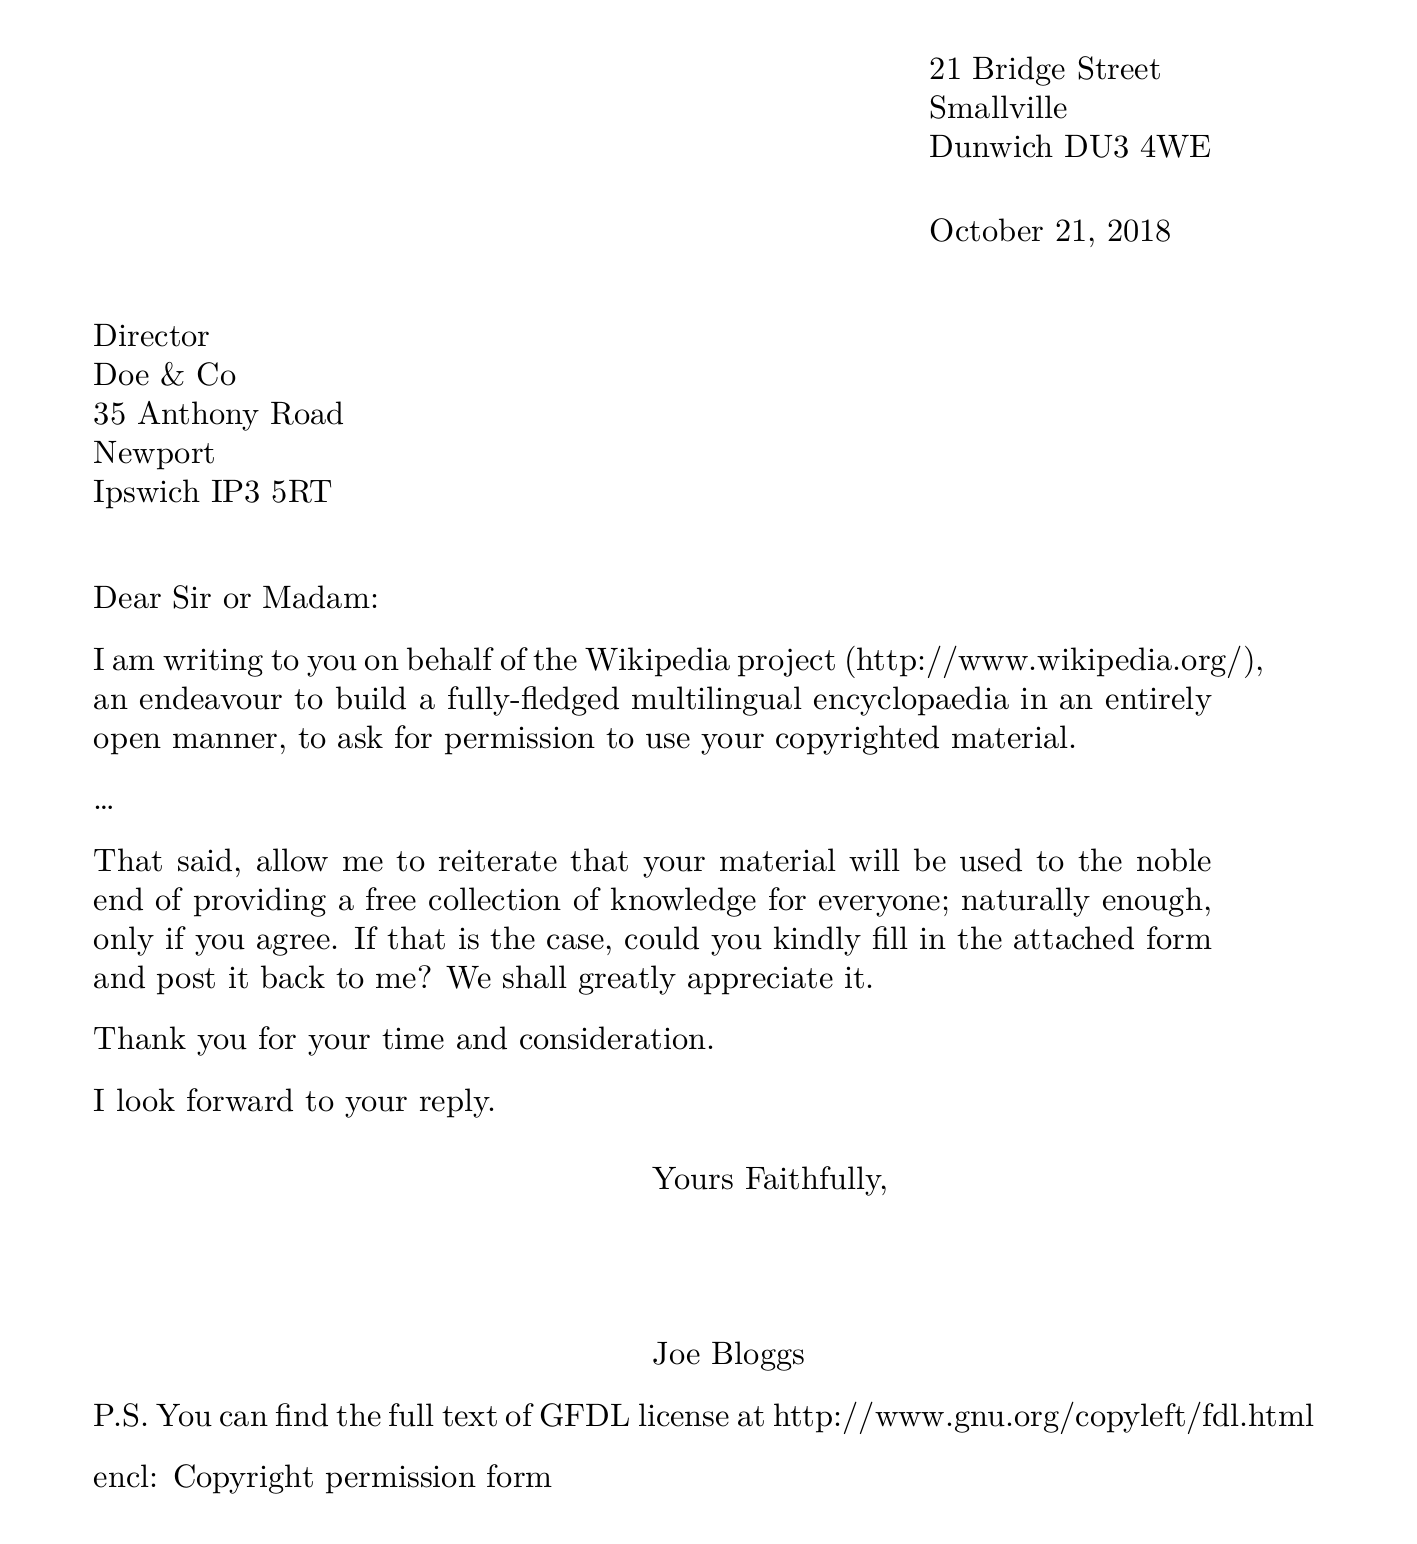 21 Bridge Street
Smallville
Dunwich DU3 4WE
October 21, 2018
Director
Doe & Co
35 Anthony Road
Newport
Ipswich IP3 5RT
Dear Sir or Madam:
I am writing to you on behalf of the Wikipedia project (http://www.wikipedia.org/),
an endeavour to build a fully-fledged multilingual encyclopaedia in an entirely
open manner, to ask for permission to use your copyrighted material.
…
That said, allow me to reiterate that your material will be used to the noble
end of providing a free collection of knowledge for everyone; naturally enough,
only if you agree. If that is the case, could you kindly fill in the attached form
and post it back to me? We shall greatly appreciate it.
Thank you for your time and consideration.
I look forward to your reply.
Yours Faithfully,
Joe Bloggs
P.S. You can find the full text of GFDL license at http://www.gnu.org/copyleft/fdl.html
encl: Copyright permission form